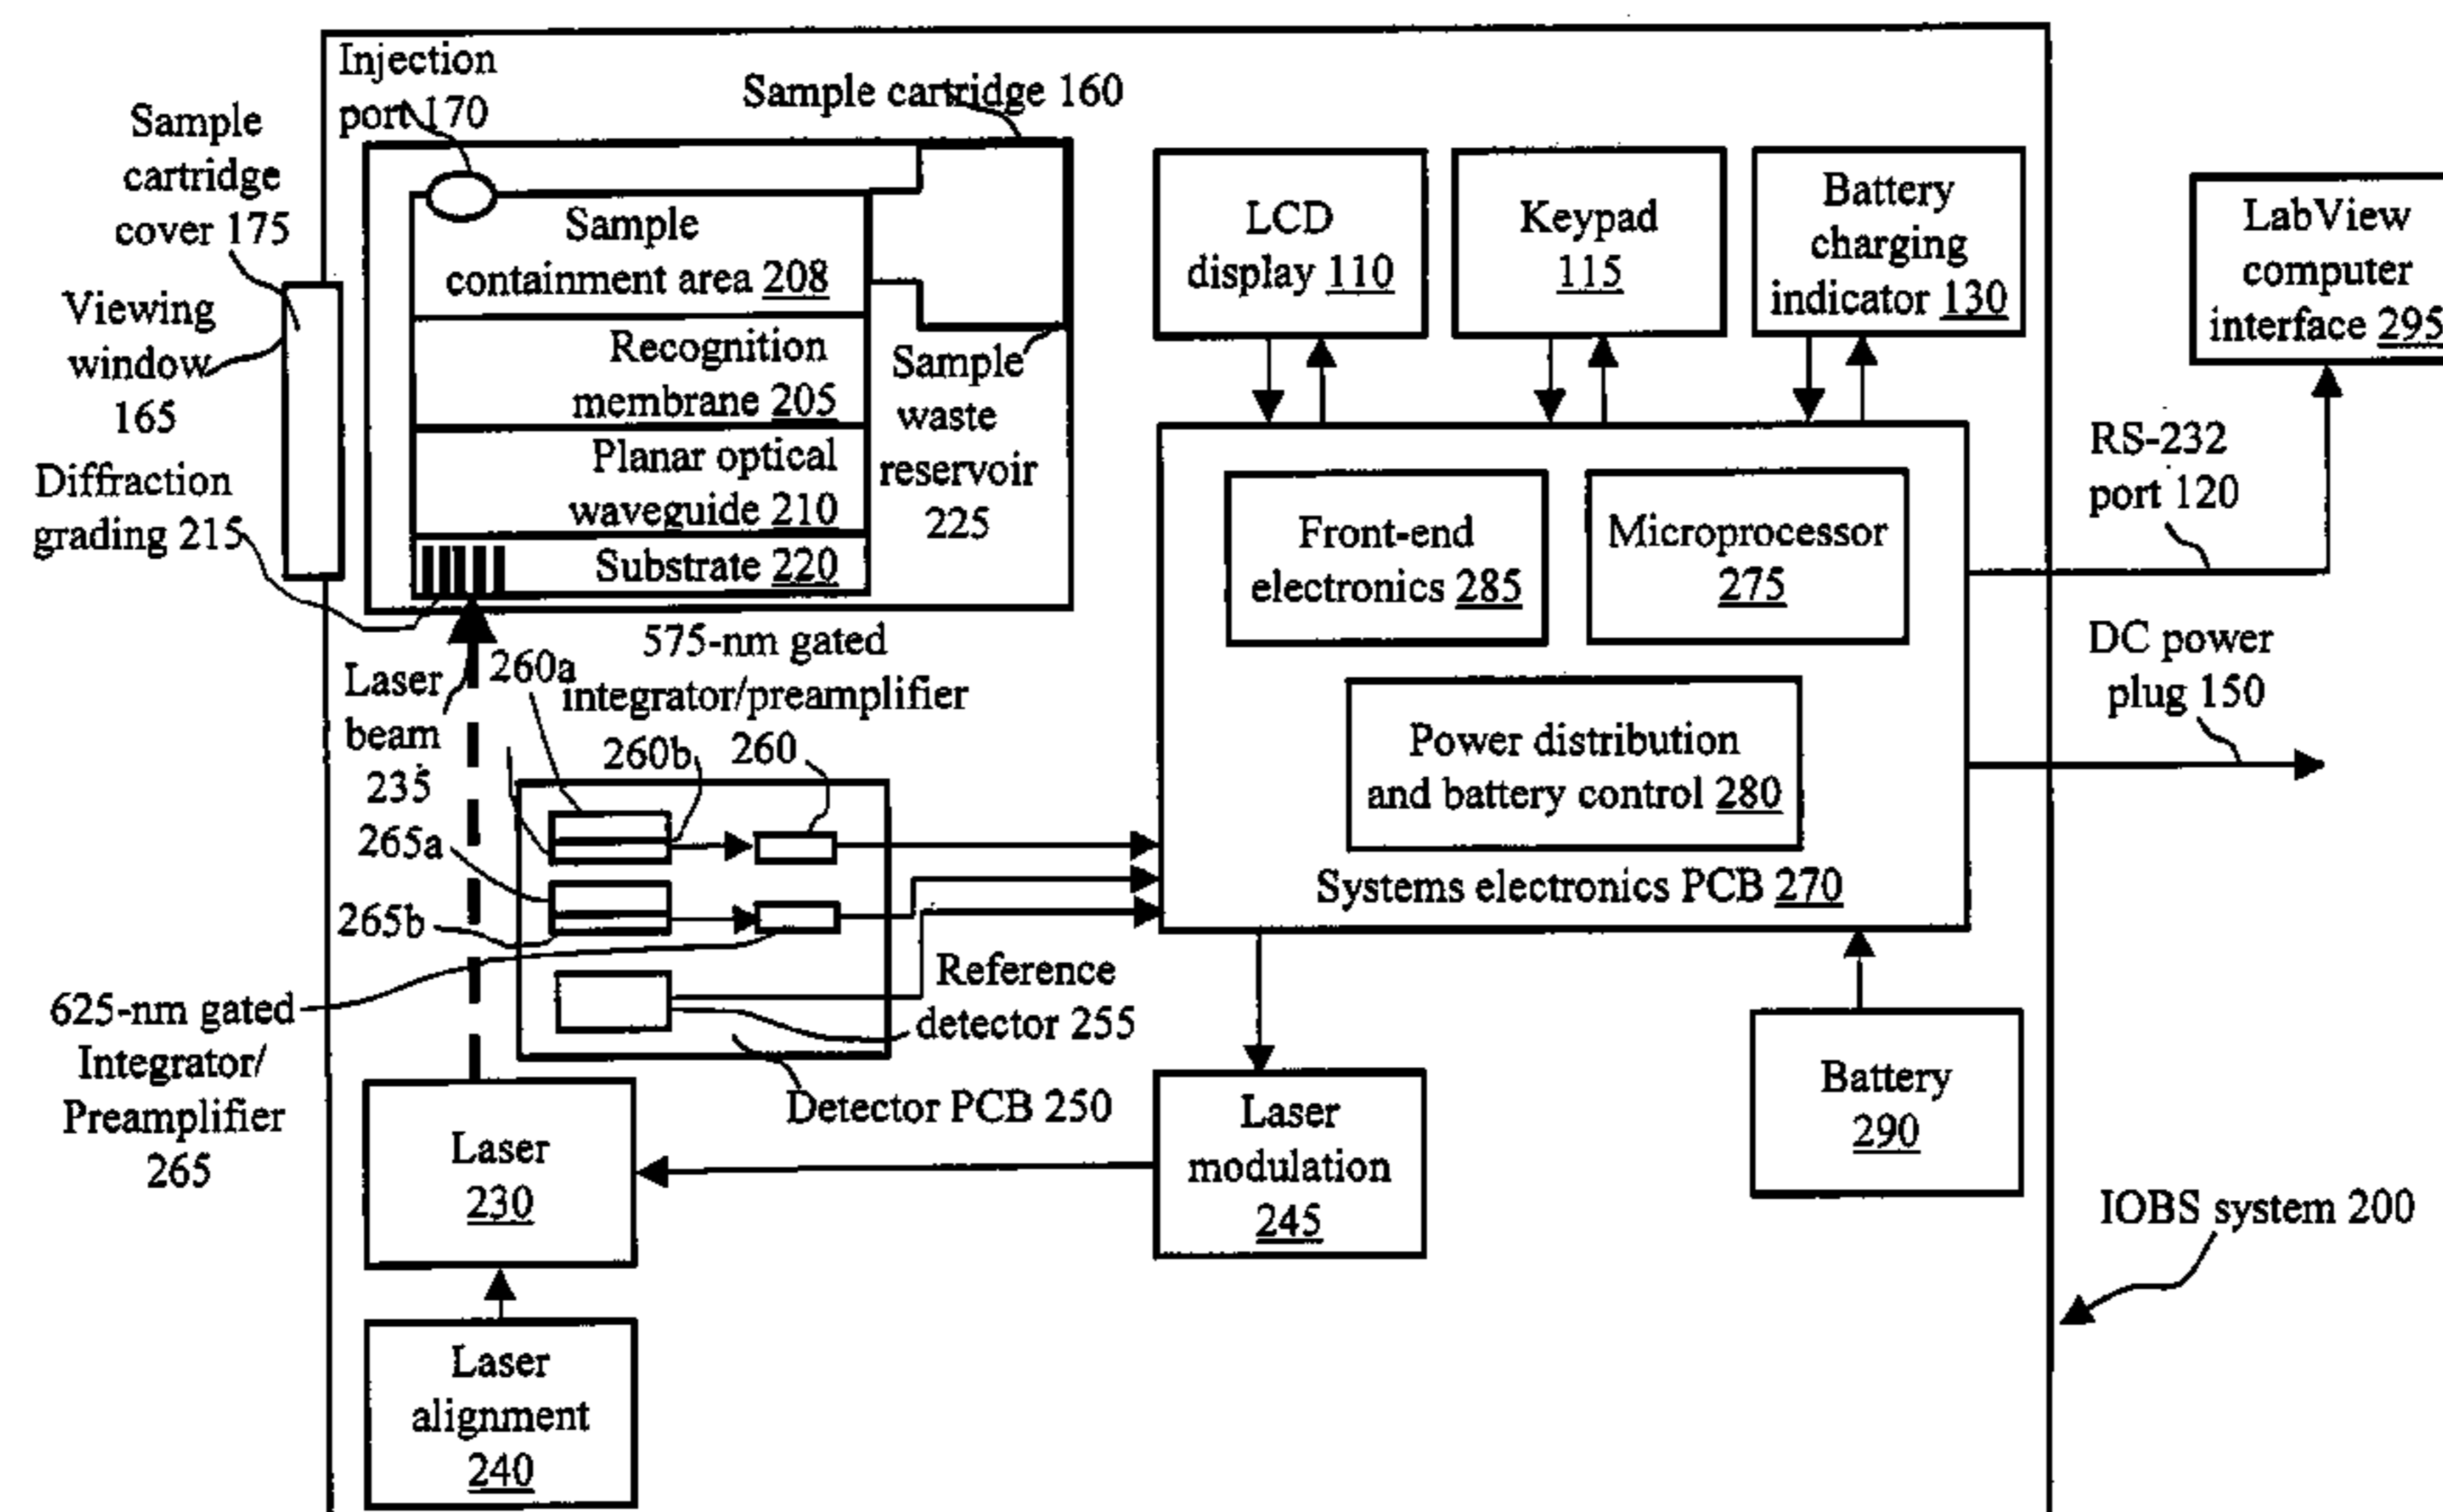 Injection
port 170
Sample cartridge 160
Sample
cartridge
cover 175
Viewing
window
165
Diffraction
grading 215
Sample
containment area 208
Recognition
membrane 205
Planar optical
waveguide 210
Substrate 220
Sample
waste
reservoir
225
LCD
display 110
Keypad
115
Battery
charging
indicator 130
LabView
computer
interface 295
RS-232
port 120
DC power
plug 150
Front-end
electronics 285
Microprocessor
275
Power distribution
and battery control 280
Systems electronics PCB 270
Laser
beam
235
260a
575-nm gated
integrator/preamplifier
260
260b
265a
265b
625-nm gated
Integrator/
Preamplifier
265
Reference
detector 255
Detector PCB 250
Laser
230
Laser
modulation
245
Battery
290
IOBS system 200
Laser
alignment
240